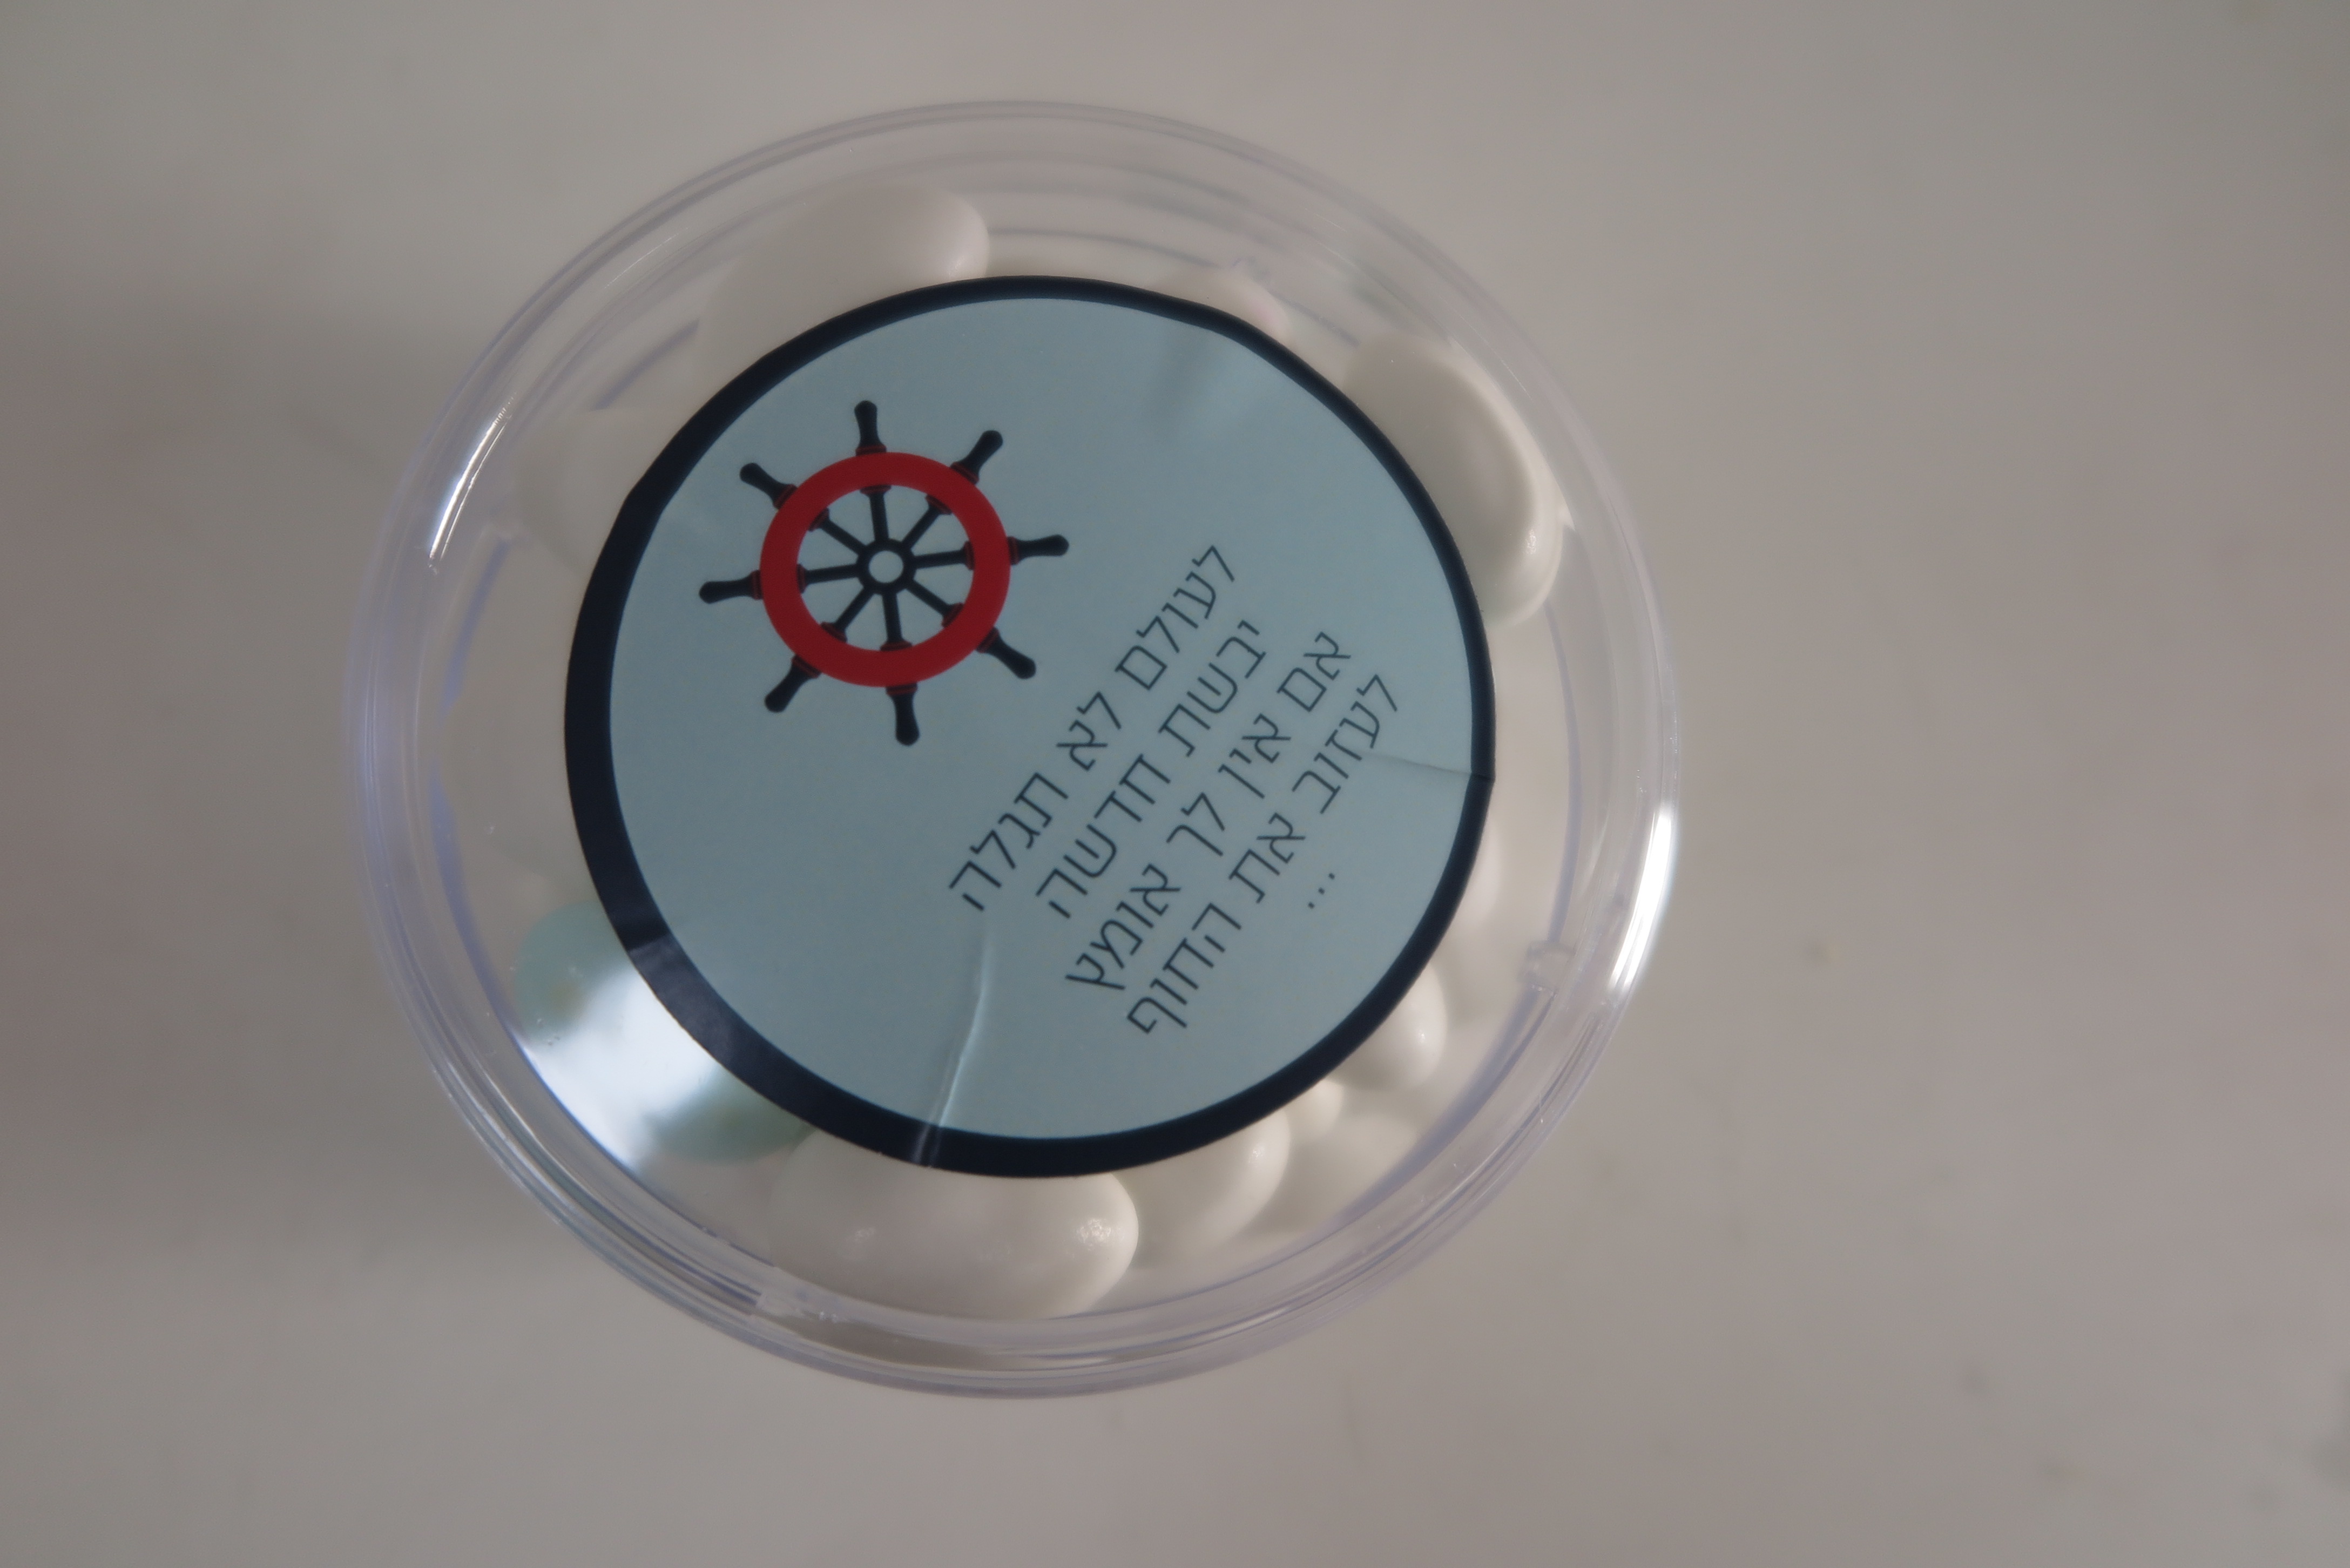 לעולם לא תגלה
יבשת חדשה
אם אין לך אומץ
לעזוב את החוף
...